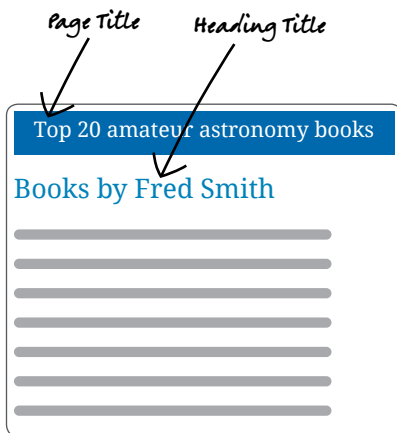 Page Title
Heading Title
Top 20 amateur astronomy books
Books by Fred Smith